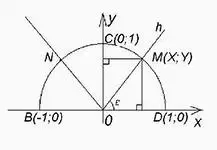 y
h
C(0;1)
N
M(X;Y)
ε
B(-1;0)
0
D(1;0)
x